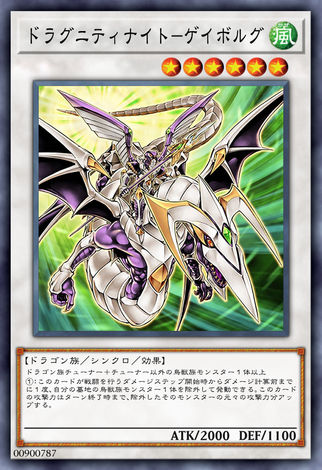 ドラグニティナイト－ゲイボルグ
風
【ドラゴン族／シンクロ／効果】
ドラゴン族チューナー＋チューナー以外の鳥獣族モンスター１体以上
①：このカードが戦闘を行うダメージステップ開始時からダメージ計算前まで
に１度、自分の墓地の鳥獣族モンスター１体を除外して発動できる。このカード
の攻撃力はターン終了時まで、除外したそのモンスターの元々の攻撃力分アッ
プする。
ATK/2000 DEF/1100
00900787